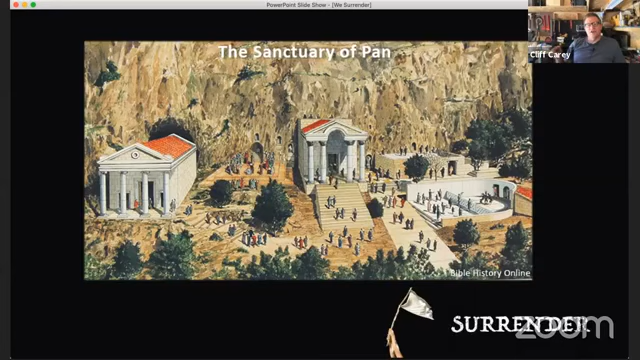 PowerPoint Slide Show - [We Surrender]
The Sanctuary of Pan
Cliff Carey
Bible History Online
SURRENDER
zoom